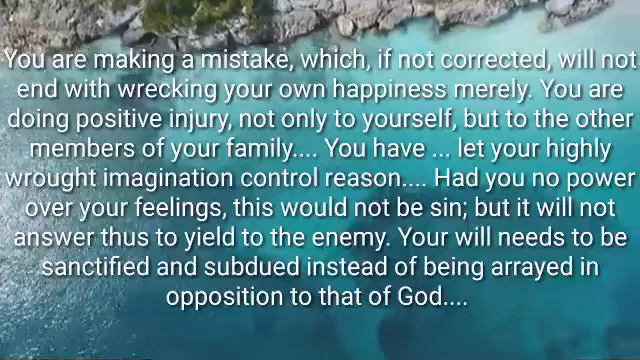 You are making a mistake, which, if not corrected, will not
end with wrecking your own happiness merely. You are
doing positive injury, not only to yourself, but to the other
members of your family.... You have ... let your highly
wrought imagination control reason.... Had you no power
over your feelings, this would not be sin; but it will not
answer thus to yield to the enemy. Your will needs to be
sanctified and subdued instead of being arrayed in
opposition to that of God....